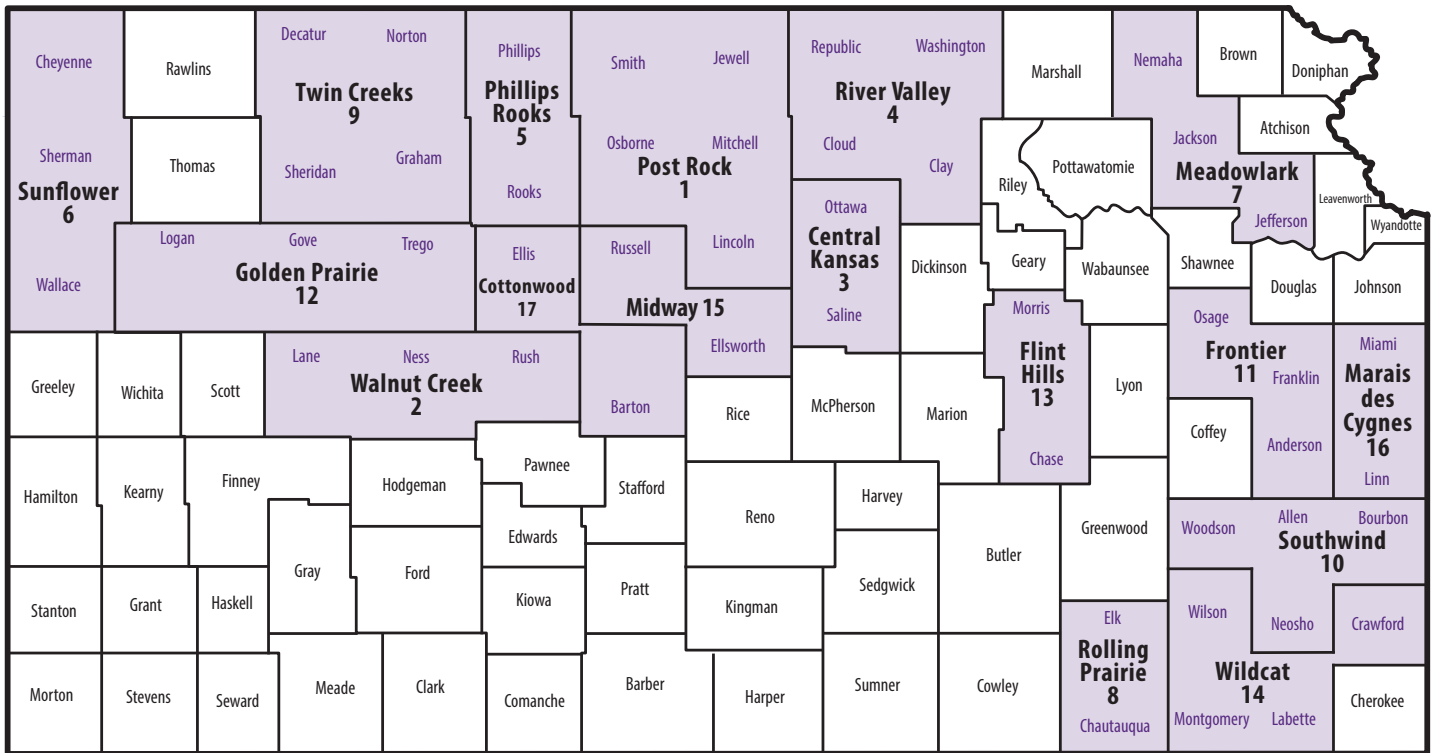 Cheyenne
Rawlins
Decatur
Norton
Phillips
Smith
Jewell
Republic
Washington
Marshall
Nemaha
Brown
Doniphan
Twin Creeks
9
Phillips
Rooks
5
River Valley
4
Atchison
Sherman
Thomas
Sheridan
Graham
Rooks
Osborne
Mitchell
Post Rock
1
Cloud
Clay
Riley
Pottawatomie
Jackson
Meadowlark
7
Jefferson
Leavenworth
Wyandotte
Sunflower
6
Wallace
Logan
Gove
Trego
Golden Prairie
12
Ellis
Cottonwood
17
Russell
Lincoln
Midway 15
Ellsworth
Barton
Ottawa
Central
Kansas
3
Saline
Dickinson
Geary
Wabaunsee
Shawnee
Douglas
Johnson
Morris
Flint
Hills
13
Chase
Osage
Frontier
11
Franklin
Anderson
Miami
Marais
des
Cygnes
16
Linn
Greeley
Wichita
Scott
Lane
Ness
Rush
Walnut Creek
2
Rice
McPherson
Marion
Lyon
Coffey
Hamilton
Kearny
Finney
Hodgeman
Pawnee
Stafford
Reno
Harvey
Butler
Greenwood
Woodson
Allen
Bourbon
Southwind
10
Neosho
Gray
Ford
Edwards
Kiowa
Pratt
Kingman
Sedgwick
Stanton
Grant
Haskell
Elk
Rolling
Prairie
8
Chautauqua
Wilson
Crawford
Wildcat
14
Montgomery
Labette
Cherokee
Morton
Stevens
Seward
Meade
Clark
Comanche
Barber
Harper
Sumner
Cowley